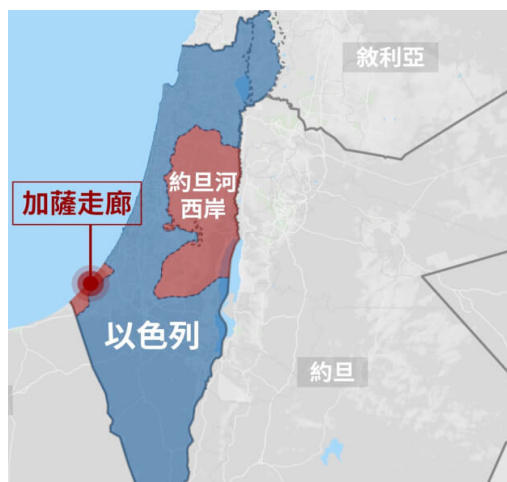 敘利亞
約旦河
西岸
加薩走廊
以色列
約旦